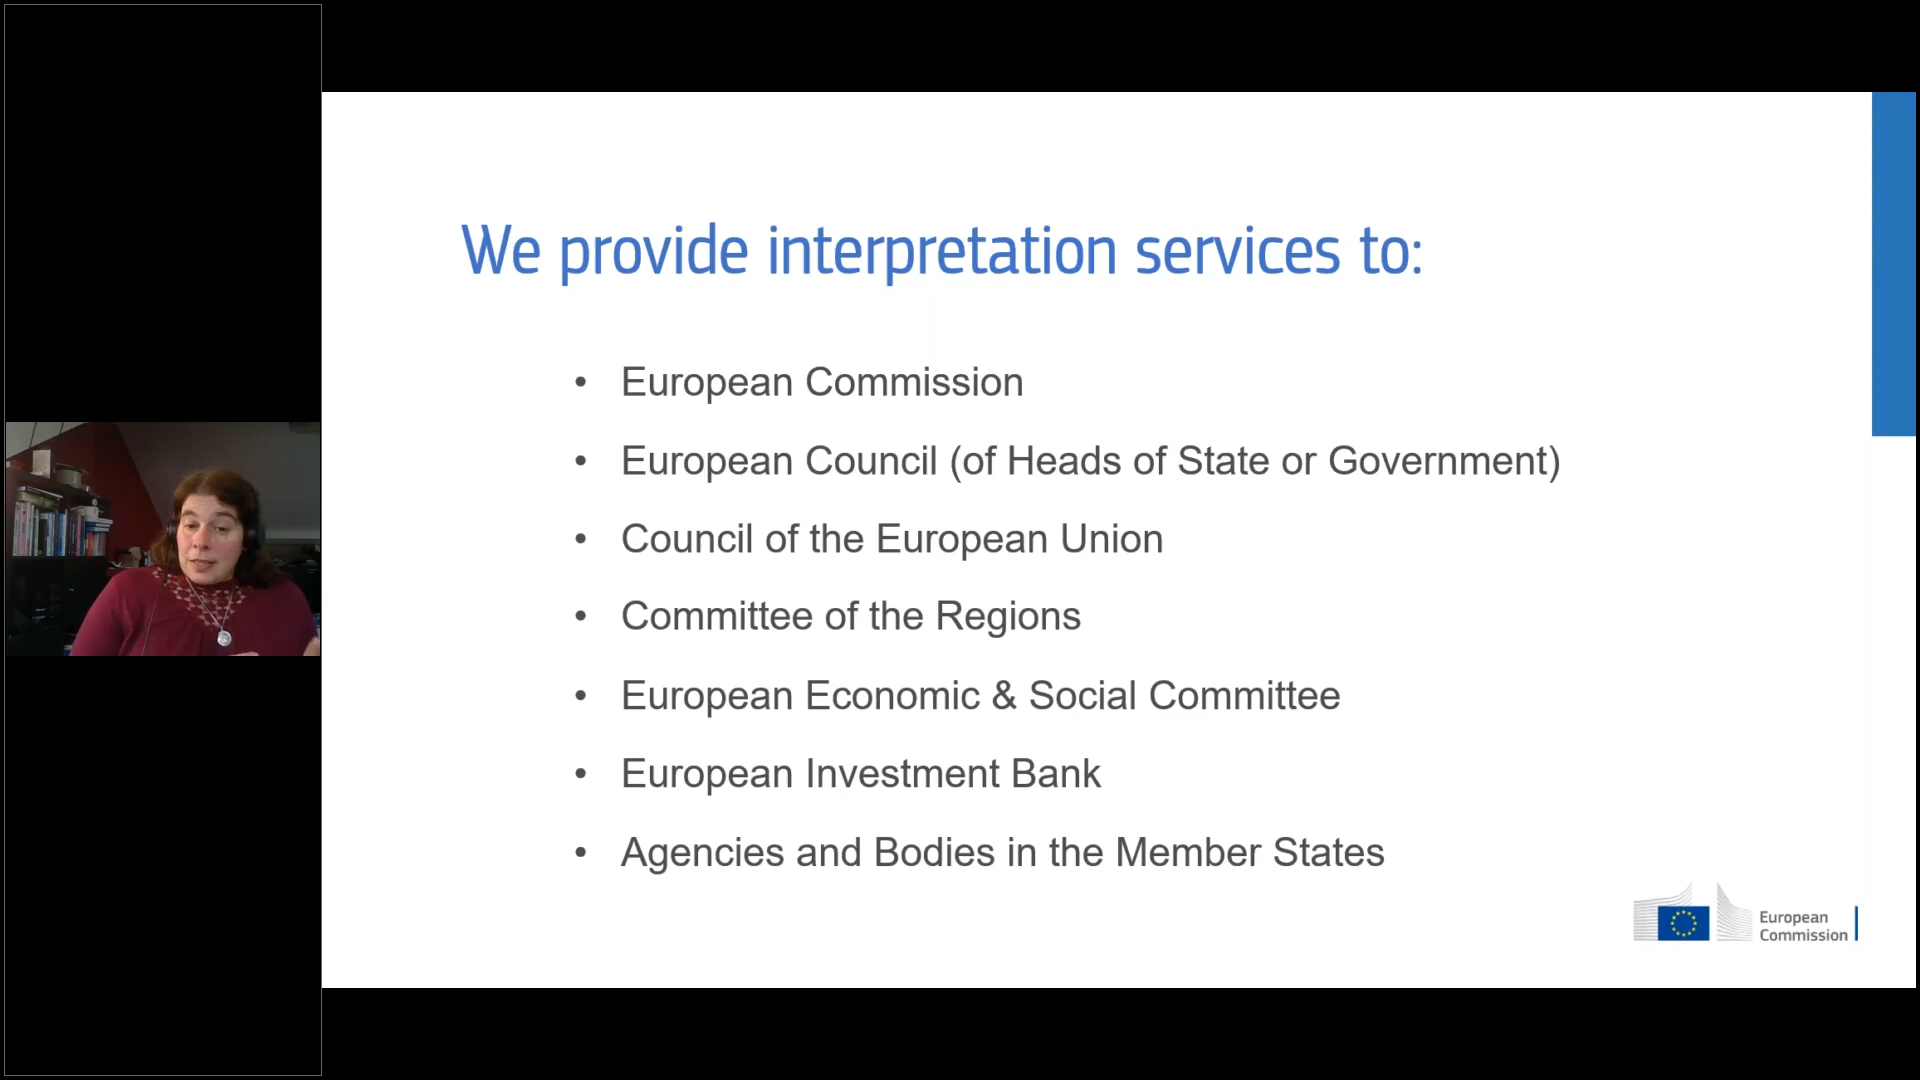 We provide interpretation services to:
• European Commission
• European Council (of Heads of State or Government)
• Council of the European Union
• Committee of the Regions
• European Economic & Social Committee
• European Investment Bank
• Agencies and Bodies in the Member States
European
Commission